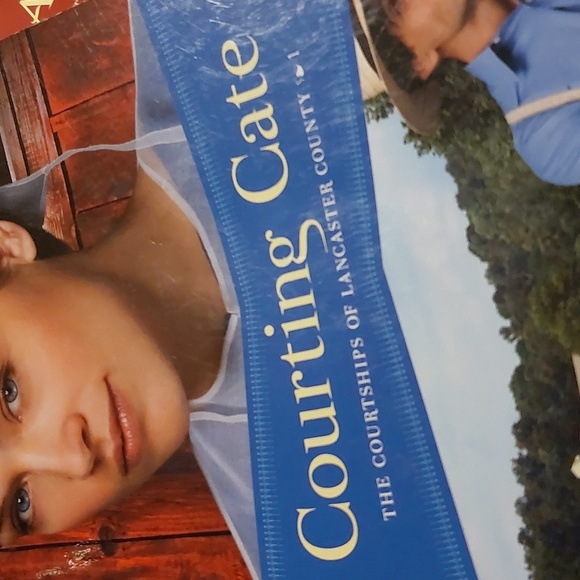 Courting Cate
THE COURTSHIPS OF LANCASTER COUNTY 1